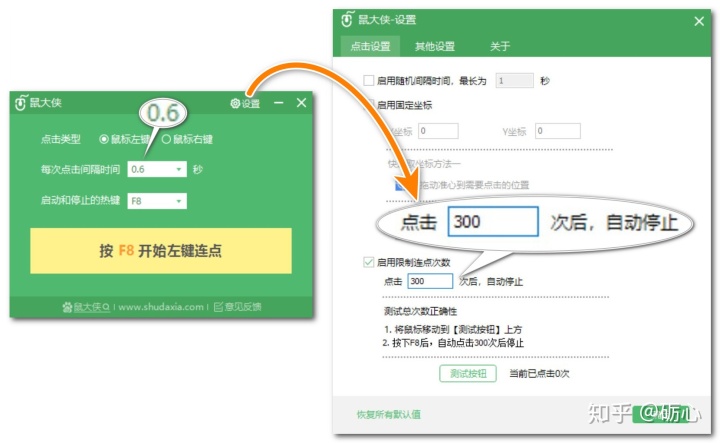 鼠大侠
设置
0.6
点击类型 鼠标左键 鼠标右键
每次点击间隔时间 0.6 秒
启动和停止的热键 F8
按 F8 开始左键连点
鼠大侠Q | www.shudaxia.com | 意见反馈
鼠大侠-设置
点击设置 其他设置 关于
启用随机间隔时间，最长为 1 秒
启用固定坐标
坐标 0 Y坐标 0
取坐标方法一
拖动准心到需要点击的位置
点击 300 次后，自动停止
启用限制连点次数
点击 300 次后，自动停止
测试总次数正确性
1. 将鼠标移动到【测试按钮】上方
2. 按下F8后，自动点击300次后停止
测试按钮 当前已点击0次
恢复所有默认值
知乎 @砺心